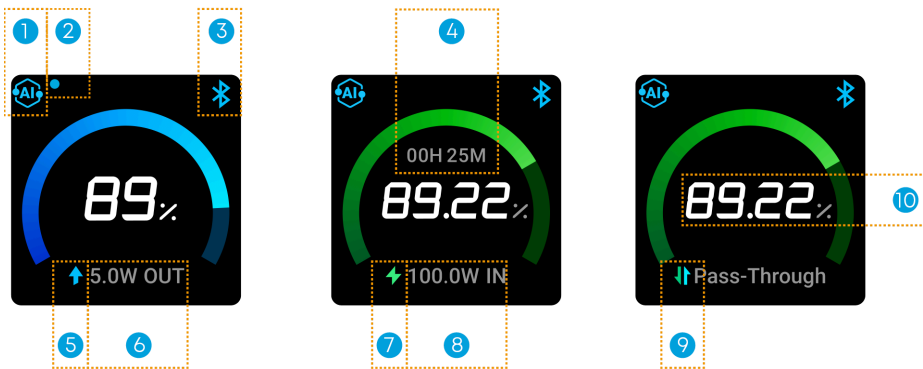 1 2 3 4
AI AI AI
00H 25M
89% 89.22% 89.22% 10
5.0W OUT 100.0W IN Pass-Through
5 6 7 8 9